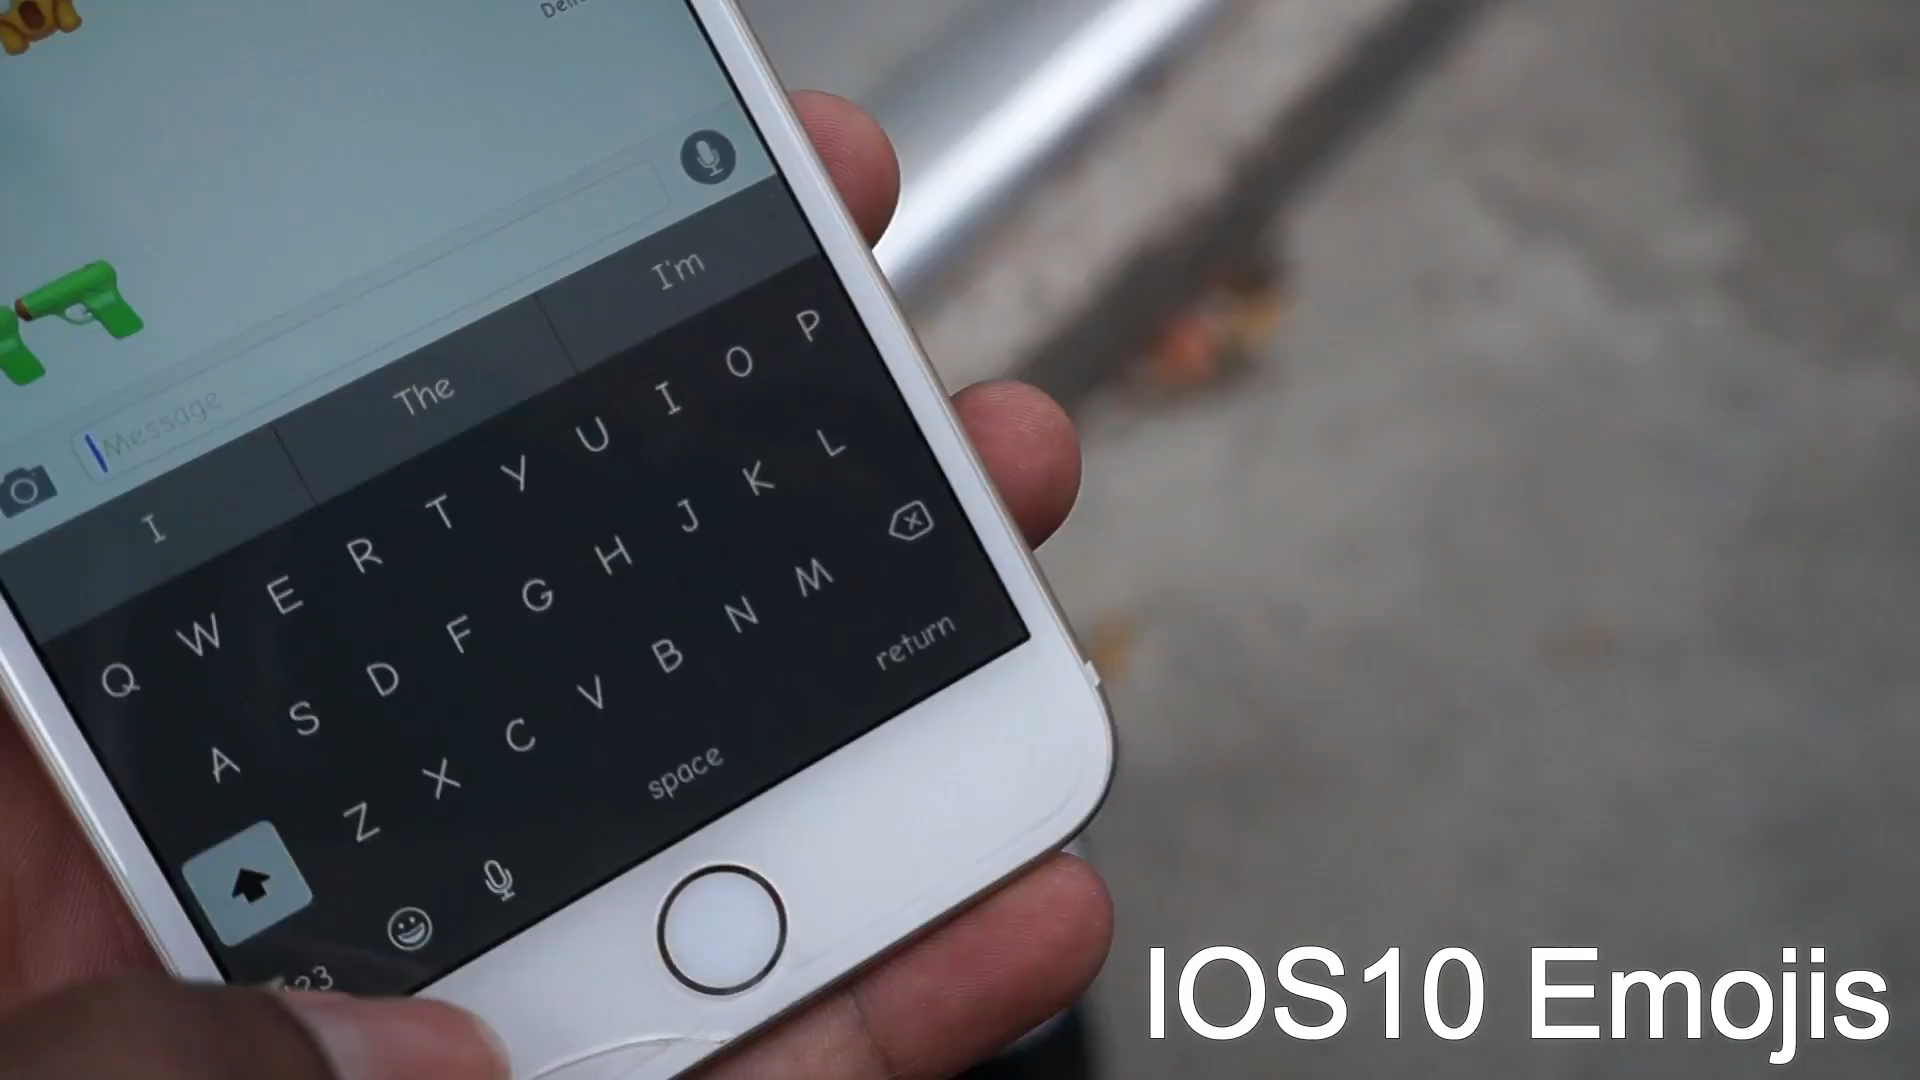 I'm
The
Message
I
Q W E R T Y U I O P
A S D F G H J K L
Z X C V B N M
space
return
IOS10 Emojis